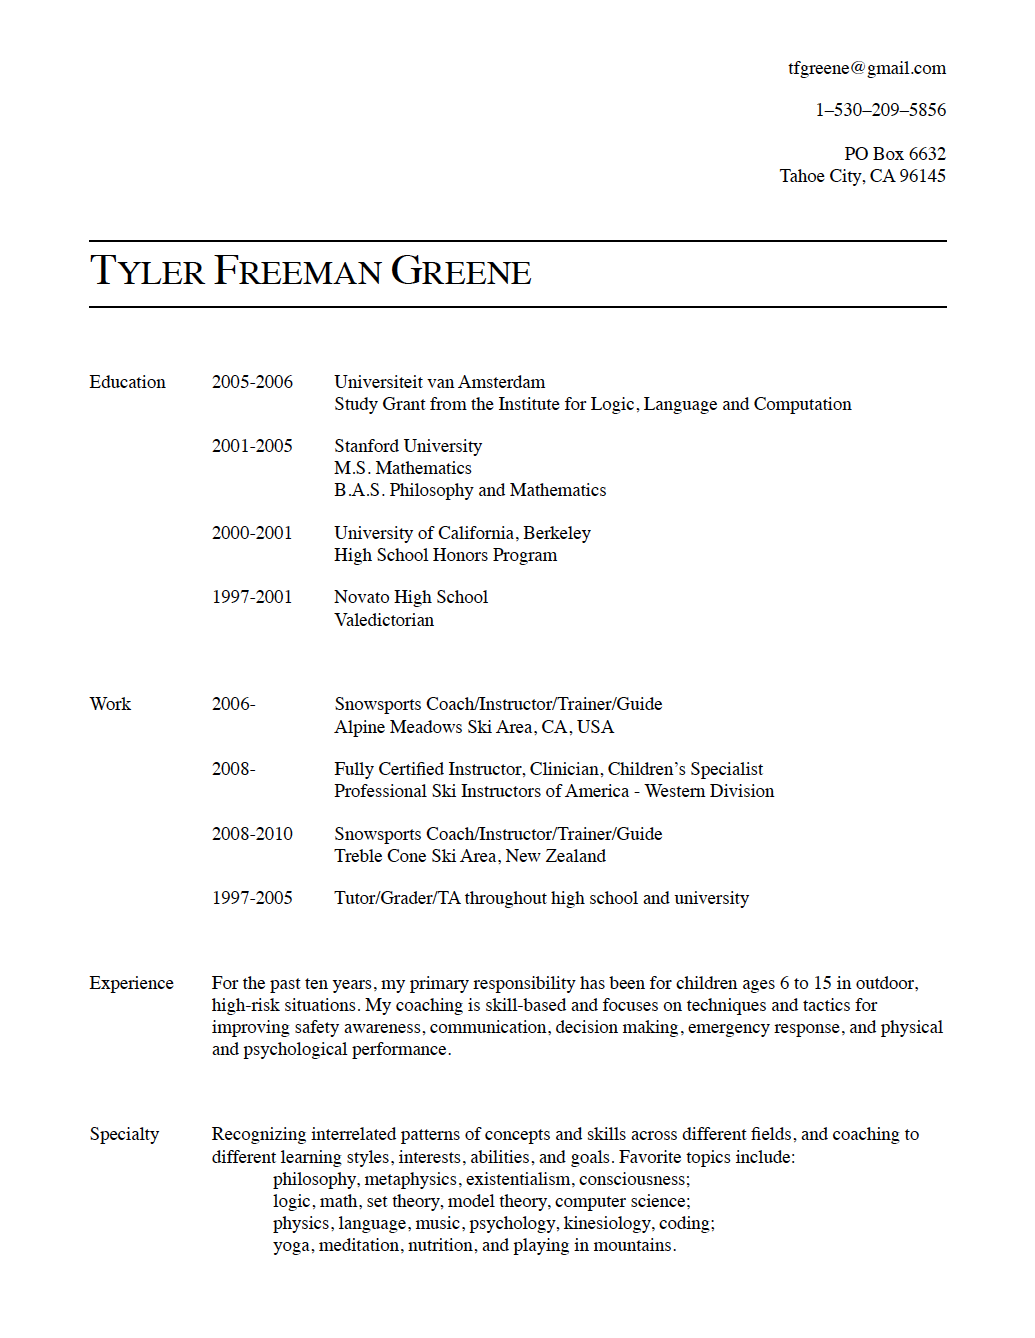 tfgreene@gmail.com
1–530–209–5856
PO Box 6632
Tahoe City, CA 96145
TYLER FREEMAN GREENE
Education 2005-2006 Universiteit van Amsterdam
Study Grant from the Institute for Logic, Language and Computation
2001-2005 Stanford University
M.S. Mathematics
B.A.S. Philosophy and Mathematics
2000-2001 University of California, Berkeley
High School Honors Program
1997-2001 Novato High School
Valedictorian
Work 2006- Snowsports Coach/Instructor/Trainer/Guide
Alpine Meadows Ski Area, CA, USA
2008- Fully Certified Instructor, Clinician, Children’s Specialist
Professional Ski Instructors of America - Western Division
2008-2010 Snowsports Coach/Instructor/Trainer/Guide
Treble Cone Ski Area, New Zealand
1997-2005 Tutor/Grader/TA throughout high school and university
Experience For the past ten years, my primary responsibility has been for children ages 6 to 15 in outdoor,
high-risk situations. My coaching is skill-based and focuses on techniques and tactics for
improving safety awareness, communication, decision making, emergency response, and physical
and psychological performance.
Specialty Recognizing interrelated patterns of concepts and skills across different fields, and coaching to
different learning styles, interests, abilities, and goals. Favorite topics include:
philosophy, metaphysics, existentialism, consciousness;
logic, math, set theory, model theory, computer science;
physics, language, music, psychology, kinesiology, coding;
yoga, meditation, nutrition, and playing in mountains.